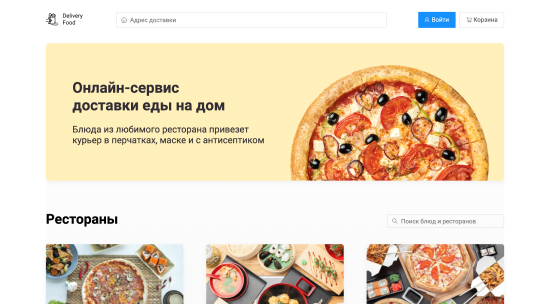 Delivery
Food
Адрес доставки
Войти
Корзина
Онлайн-сервис
доставки еды на дом
Блюда из любимого ресторана привезет
курьер в перчатках, маске и с антисептиком
Рестораны
Поиск блюд и ресторанов